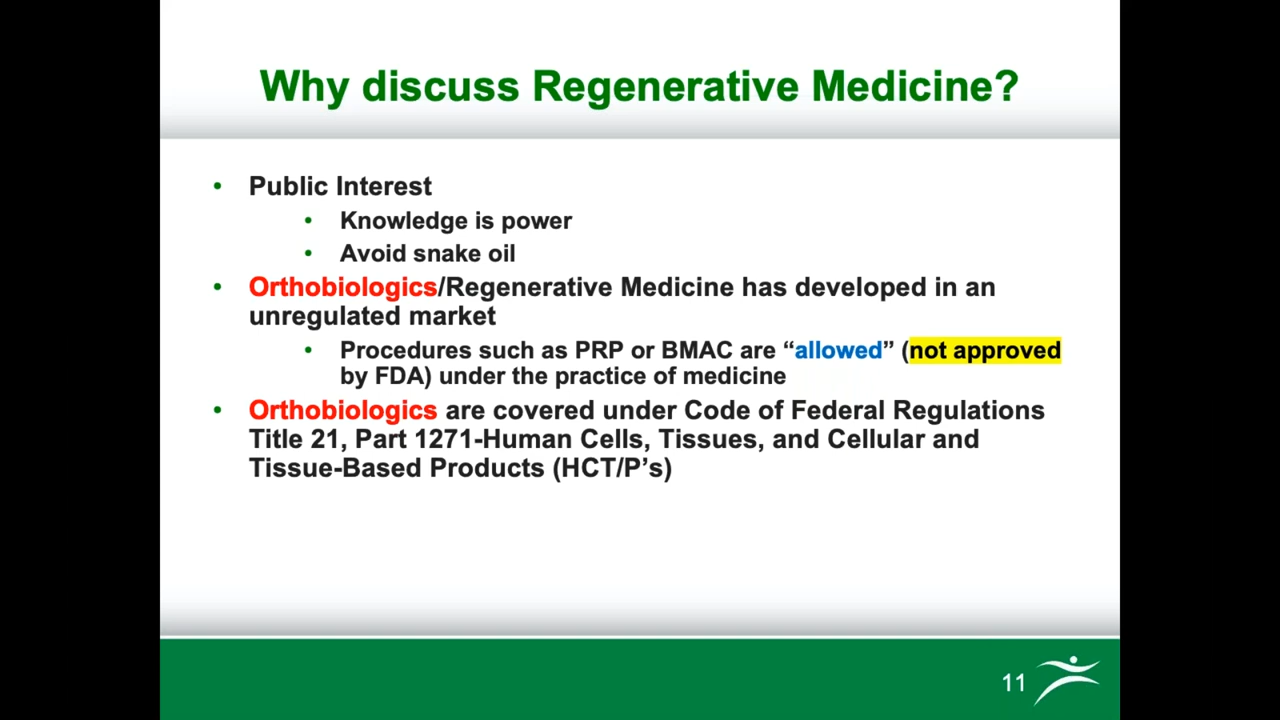 Why discuss Regenerative Medicine?
• Public Interest
• Knowledge is power
• Avoid snake oil
• Orthobiologics/Regenerative Medicine has developed in an
unregulated market
• Procedures such as PRP or BMAC are “allowed” (not approved
by FDA) under the practice of medicine
• Orthobiologics are covered under Code of Federal Regulations
Title 21, Part 1271-Human Cells, Tissues, and Cellular and
Tissue-Based Products (HCT/P’s)
11